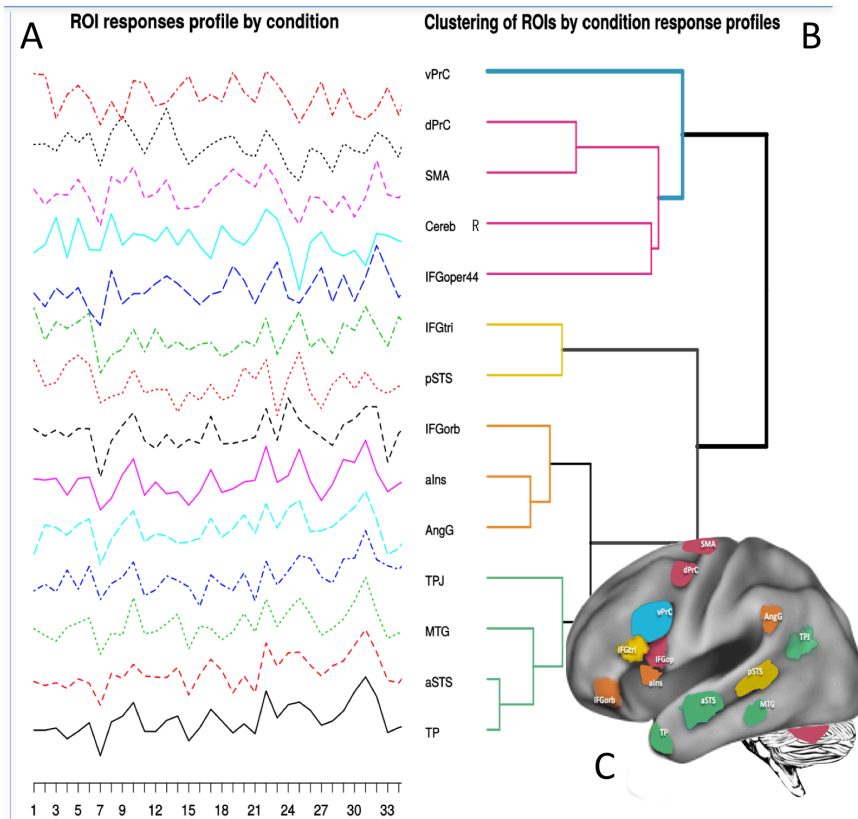 A
ROI responses profile by condition
Clustering of ROIs by condition response profiles
B
vPrC
dPrC
SMA
Cereb R
IFGoper44
IFGtri
pSTS
IFGorb
aIns
AngG
TPJ
MTG
aSTS
TP
1 3 5 7 9 12 15 18 21 24 27 30 33
SMA
dPrC
vPrC
AngG
TPJ
IFGtri
IFGop
aIns
pSTS
IFGorb
aSTS
MTG
TP
C